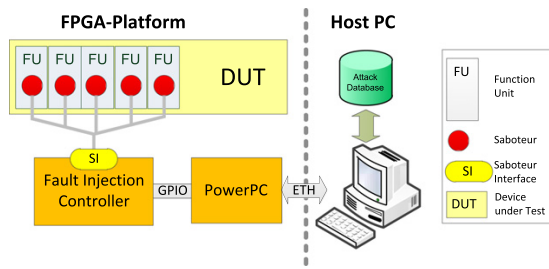 FPGA-Platform
Host PC
FU FU FU FU FU
DUT
SI
Fault Injection
Controller
GPIO
PowerPC
ETH
Attack
Database
FU
Function
Unit
Saboteur
SI
Saboteur
Interface
DUT
Device
under Test